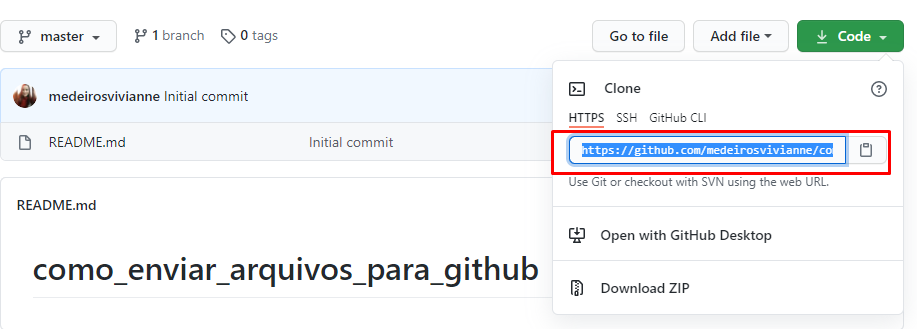 master 1 branch 0 tags Go to file Add file Code
medeirosvivianne Initial commit
README.md Initial commit
Clone
HTTPS SSH GitHub CLI
https://github.com/medeirosvivianne/co
Use Git or checkout with SVN using the web URL.
Open with GitHub Desktop
Download ZIP
README.md
como_enviar_arquivos_para_github